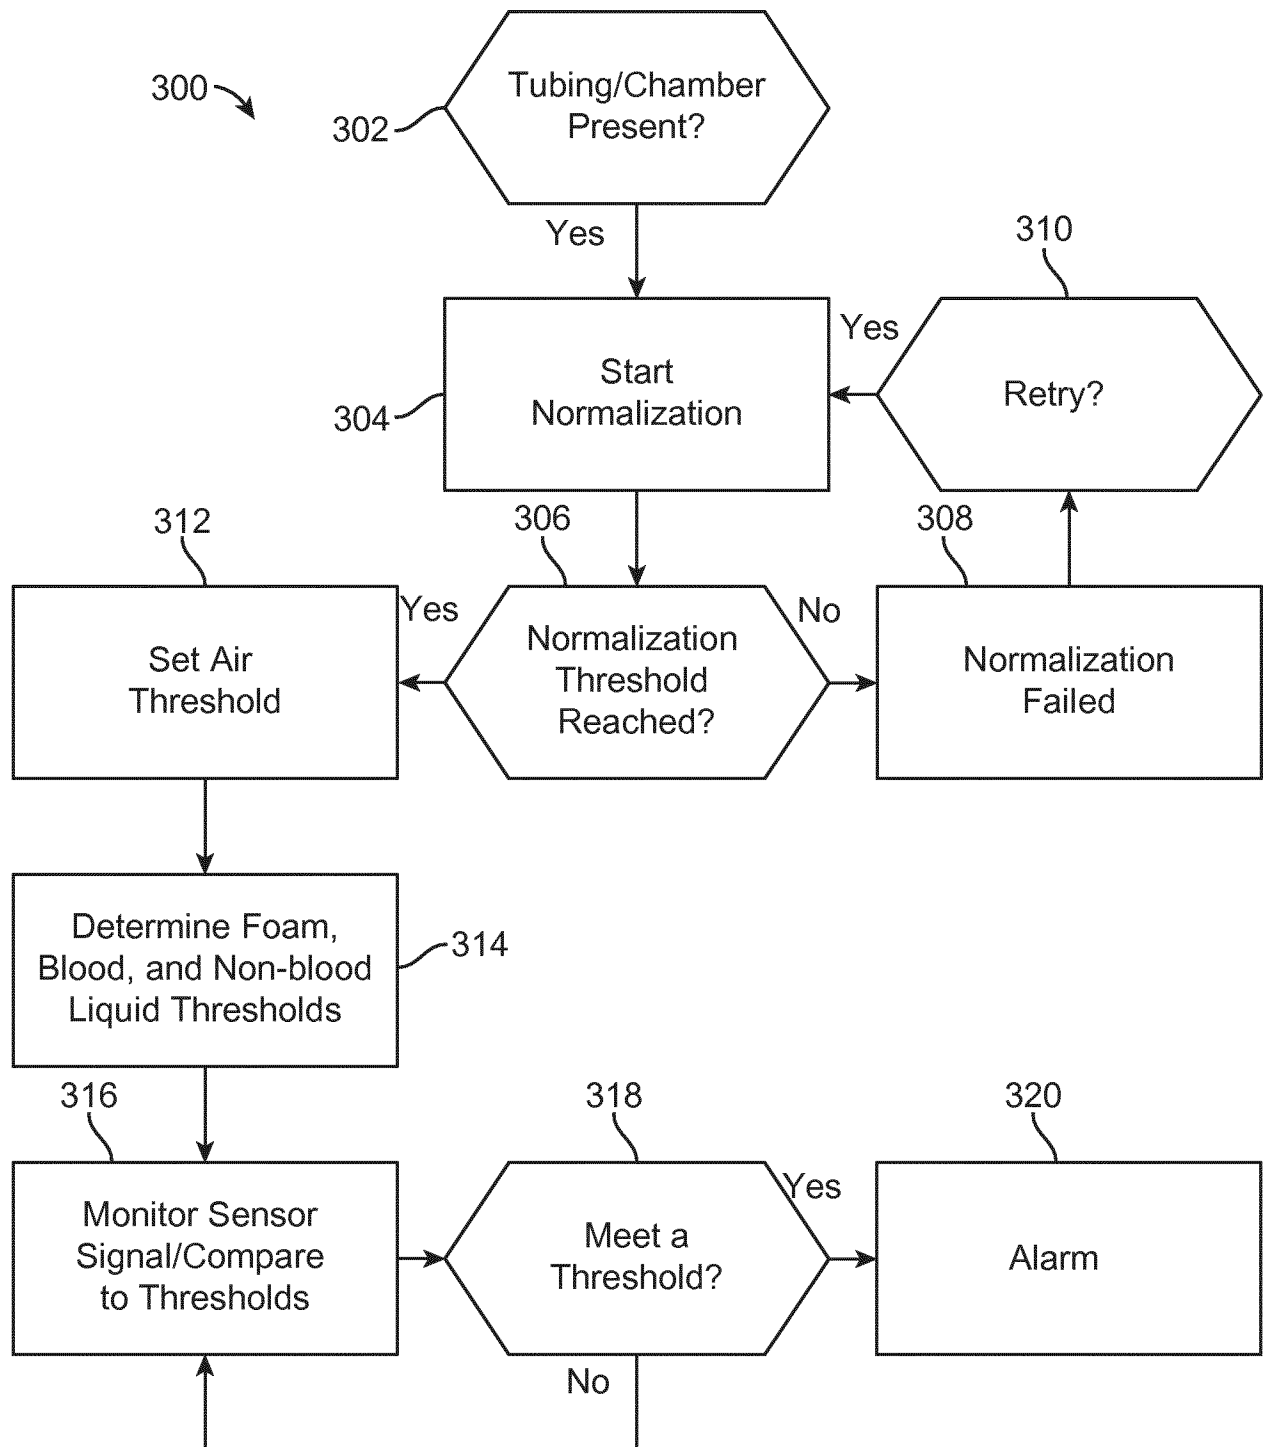 300
302
Tubing/Chamber
Present?
Yes
310
304
Start
Normalization
Yes
Retry?
312
306
308
Set Air
Threshold
Yes
Normalization
Threshold
Reached?
No
Normalization
Failed
Determine Foam,
Blood, and Non-blood
Liquid Thresholds
314
316
318
320
Monitor Sensor
Signal/Compare
to Thresholds
Meet a
Threshold?
Yes
Alarm
No